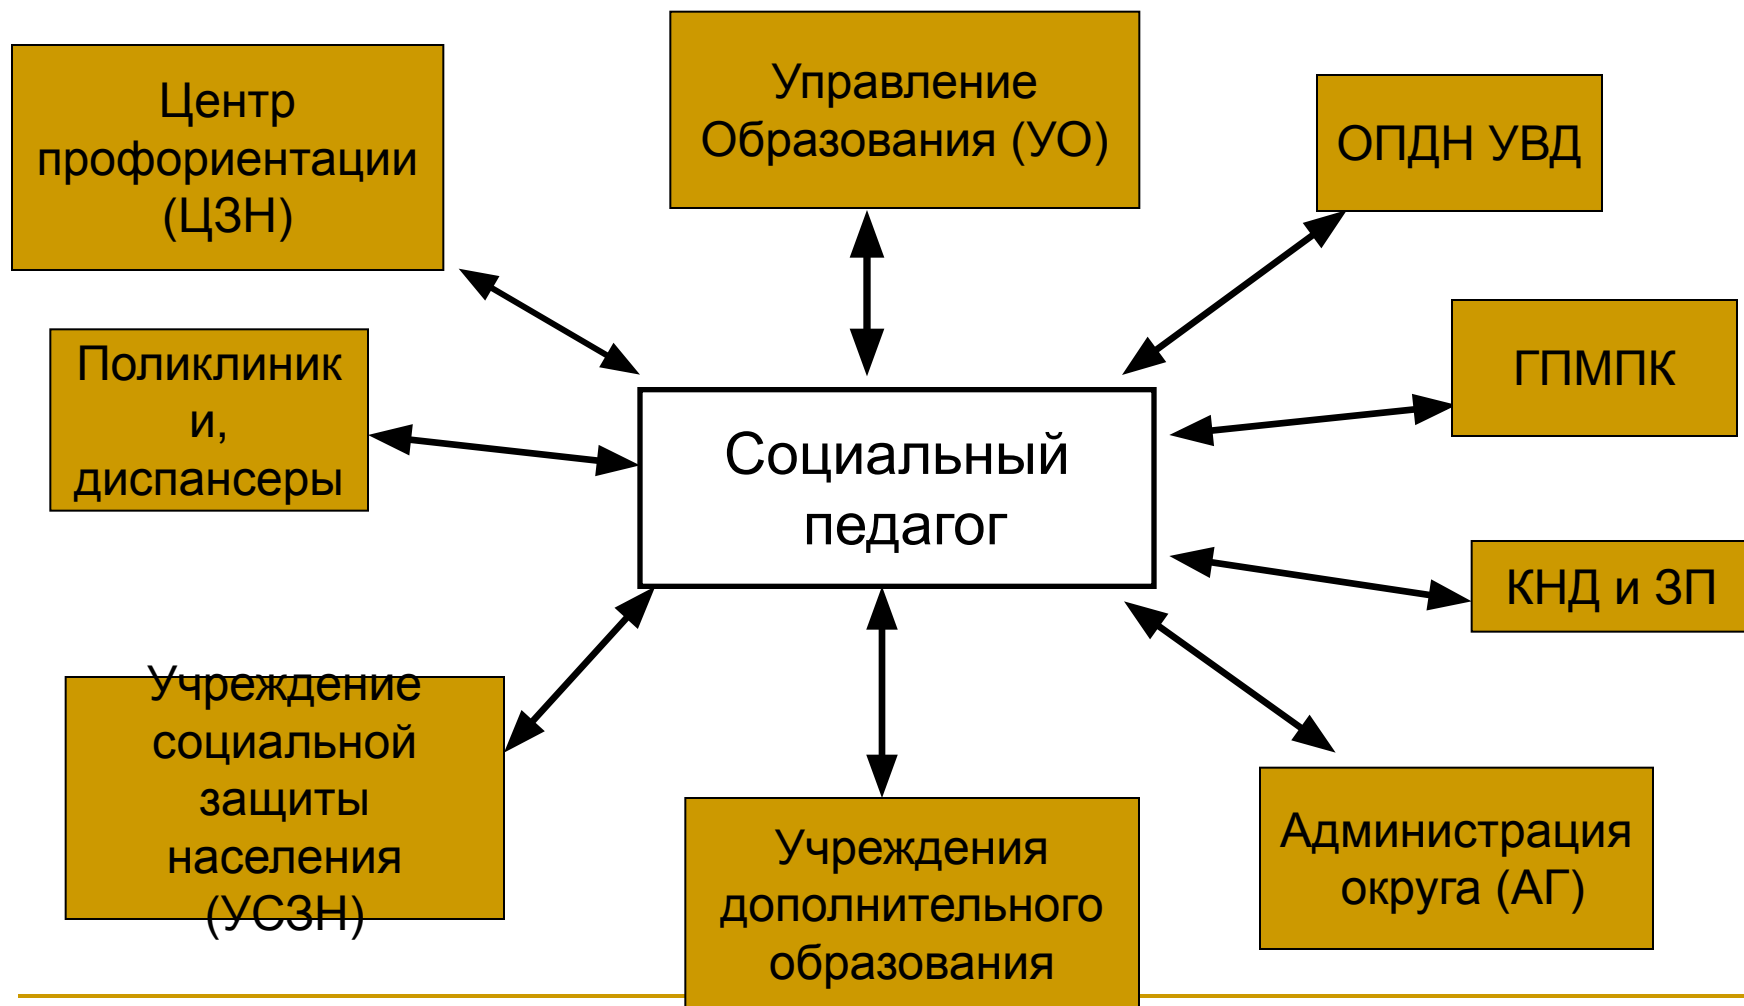 Центр
профориентации
(ЦЗН)
Управление
Образования (УО)
ОПДН УВД
Поликлиник
и,
диспансеры
ГПМПК
Социальный
педагог
КНД и ЗП
Учреждение
социальной
защиты
населения
(УСЗН)
Учреждения
дополнительного
образования
Администрация
округа (АГ)